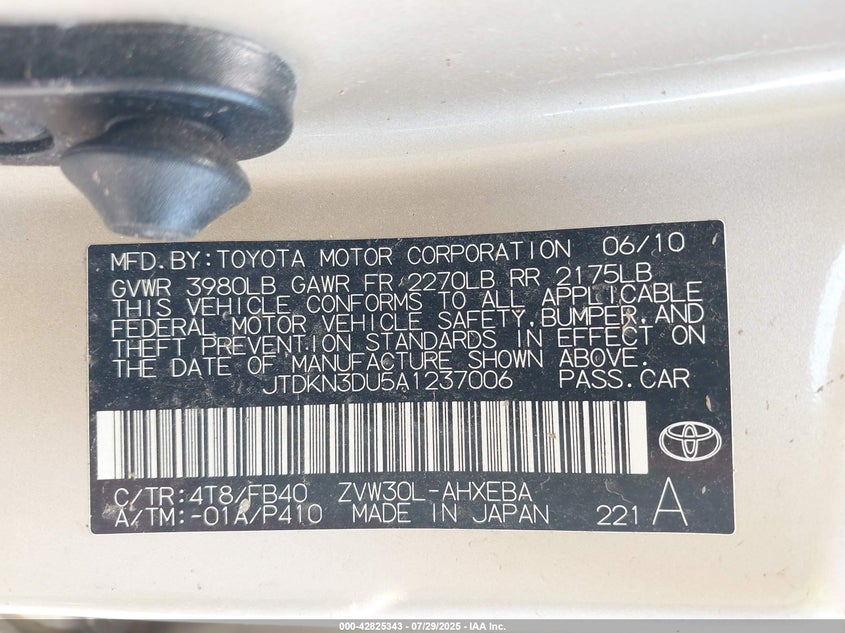 MFD.BY:TOYOTA MOTOR CORPORATION 06/10
GVWR 3980LB GAWR FR 2270LB RR 2175LB
THIS VEHICLE CONFORMS TO ALL APPLICABLE
FEDERAL MOTOR VEHICLE SAFETY,BUMPER,AND
THEFT PREVENTION STANDARDS IN EFFECT ON
THE DATE OF MANUFACTURE SHOWN ABOVE.
JTDKN3DU5A1237006 PASS.CAR
C/TR:4T8/FB40 ZVW30L-AHXEBA
A/TM:-01A/P410 MADE IN JAPAN 221 A
000-42825343 - 07/29/2025 - IAA Inc.